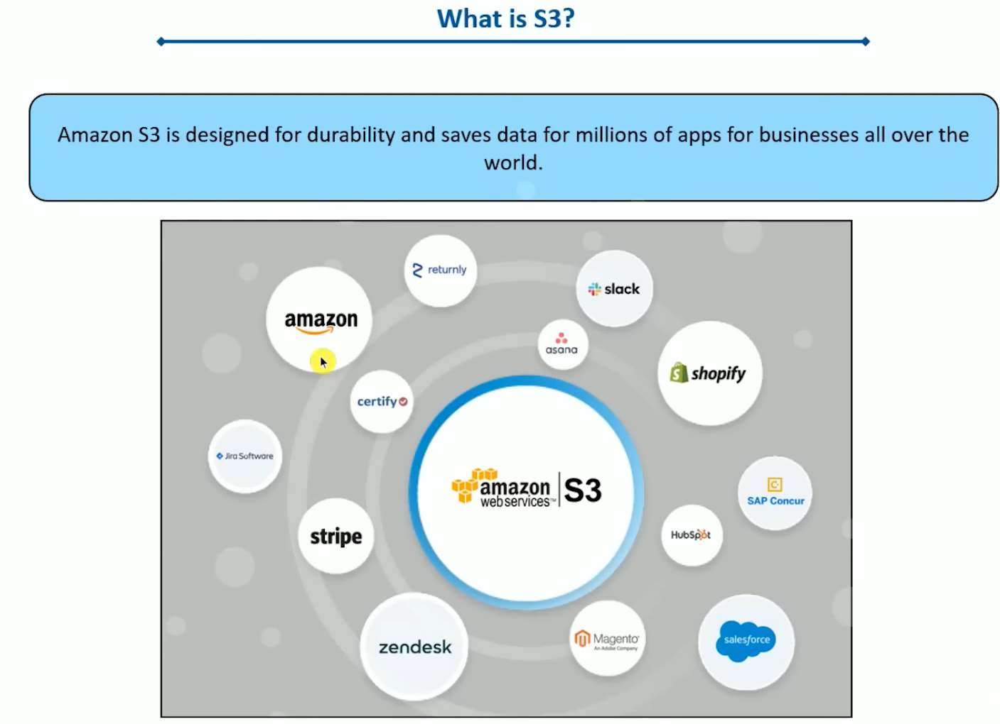 What is S3?
Amazon S3 is designed for durability and saves data for millions of apps for businesses all over the
world.
returnly
slack
amazon
asana
shopify
certify
Jira Software
amazon
web services™
S3
SAP Concur
stripe
HubSpot
zendesk
Magento®
An Adobe Company
salesforce